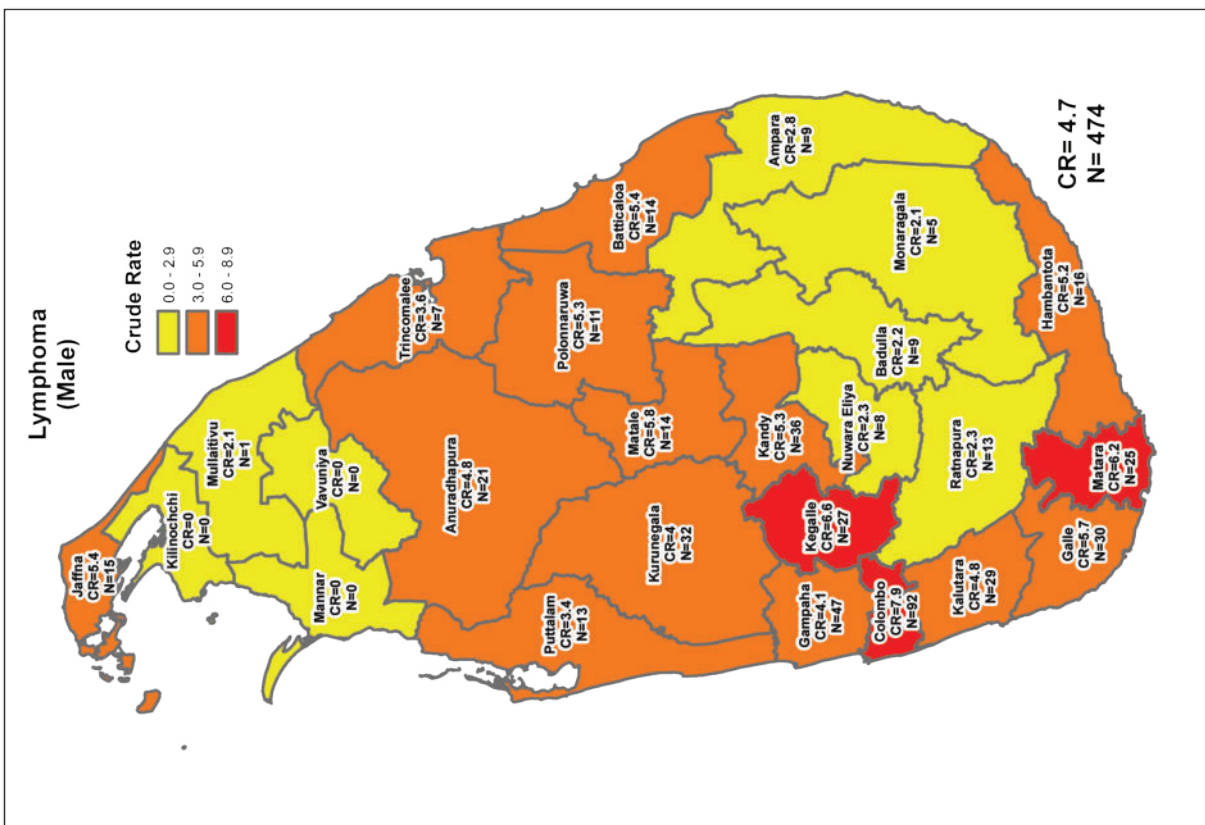 Lymphoma
(Male)
Crude Rate
0.0 - 2.9
3.0 - 5.9
6.0 - 8.9
Jaffna
CR=5.4
N=15
Kilinochchi
CR=0
N=0
Mullaitivu
CR=2.1
N=1
Mannar
CR=0
N=0
Vavuniya
CR=0
N=0
Trincomalee
CR=3.6
N=7
Anuradhapura
CR=4.8
N=21
Puttalam
CR=3.4
N=13
Polonnaruwa
CR=5.3
N=11
Batticaloa
CR=5.4
N=14
Kurunegala
CR=4
N=32
Matale
CR=5.8
N=14
Kandy
CR=5.3
N=36
Ampara
CR=2.8
N=9
Gampaha
CR=4.1
N=47
Kegalle
CR=6.6
N=27
Nuwara Eliya
CR=2.3
N=8
Badulla
CR=2.2
N=9
Monaragala
CR=2.1
N=5
Colombo
CR=7.9
N=92
Ratnapura
CR=2.3
N=13
Kalutara
CR=4.8
N=29
Hambantota
CR=5.2
N=16
Galle
CR=5.7
N=30
Matara
CR=6.2
N=25
CR= 4.7
N= 474